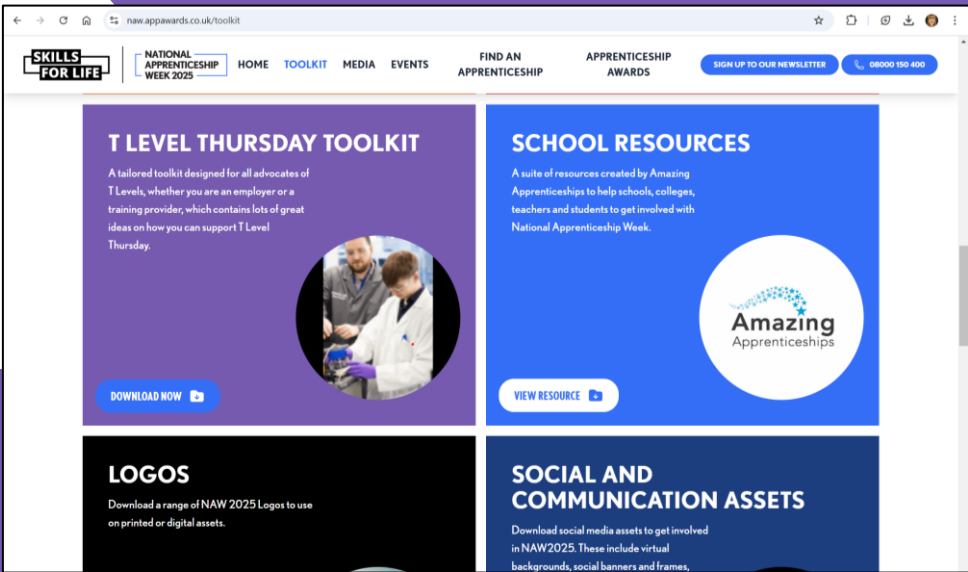 naw.appawards.co.uk/toolkit
SKILLS
FOR LIFE
NATIONAL
APPRENTICESHIP
WEEK 2025
HOME
TOOLKIT
MEDIA
EVENTS
FIND AN
APPRENTICESHIP
APPRENTICESHIP
AWARDS
SIGN UP TO OUR NEWSLETTER
08000 150 400
T LEVEL THURSDAY TOOLKIT
A tailored toolkit designed for all advocates of
T Levels, whether you are an employer or a
training provider, which contains lots of great
ideas on how you can support T Level
Thursday.
DOWNLOAD NOW
SCHOOL RESOURCES
A suite of resources created by Amazing
Apprenticeships to help schools, colleges,
teachers and students to get involved with
National Apprenticeship Week.
Amazing
Apprenticeships
VIEW RESOURCE
LOGOS
Download a range of NAW 2025 Logos to use
on printed or digital assets.
SOCIAL AND
COMMUNICATION ASSETS
Download social media assets to get involved
in NAW2025. These include virtual
backgrounds, social banners and frames,